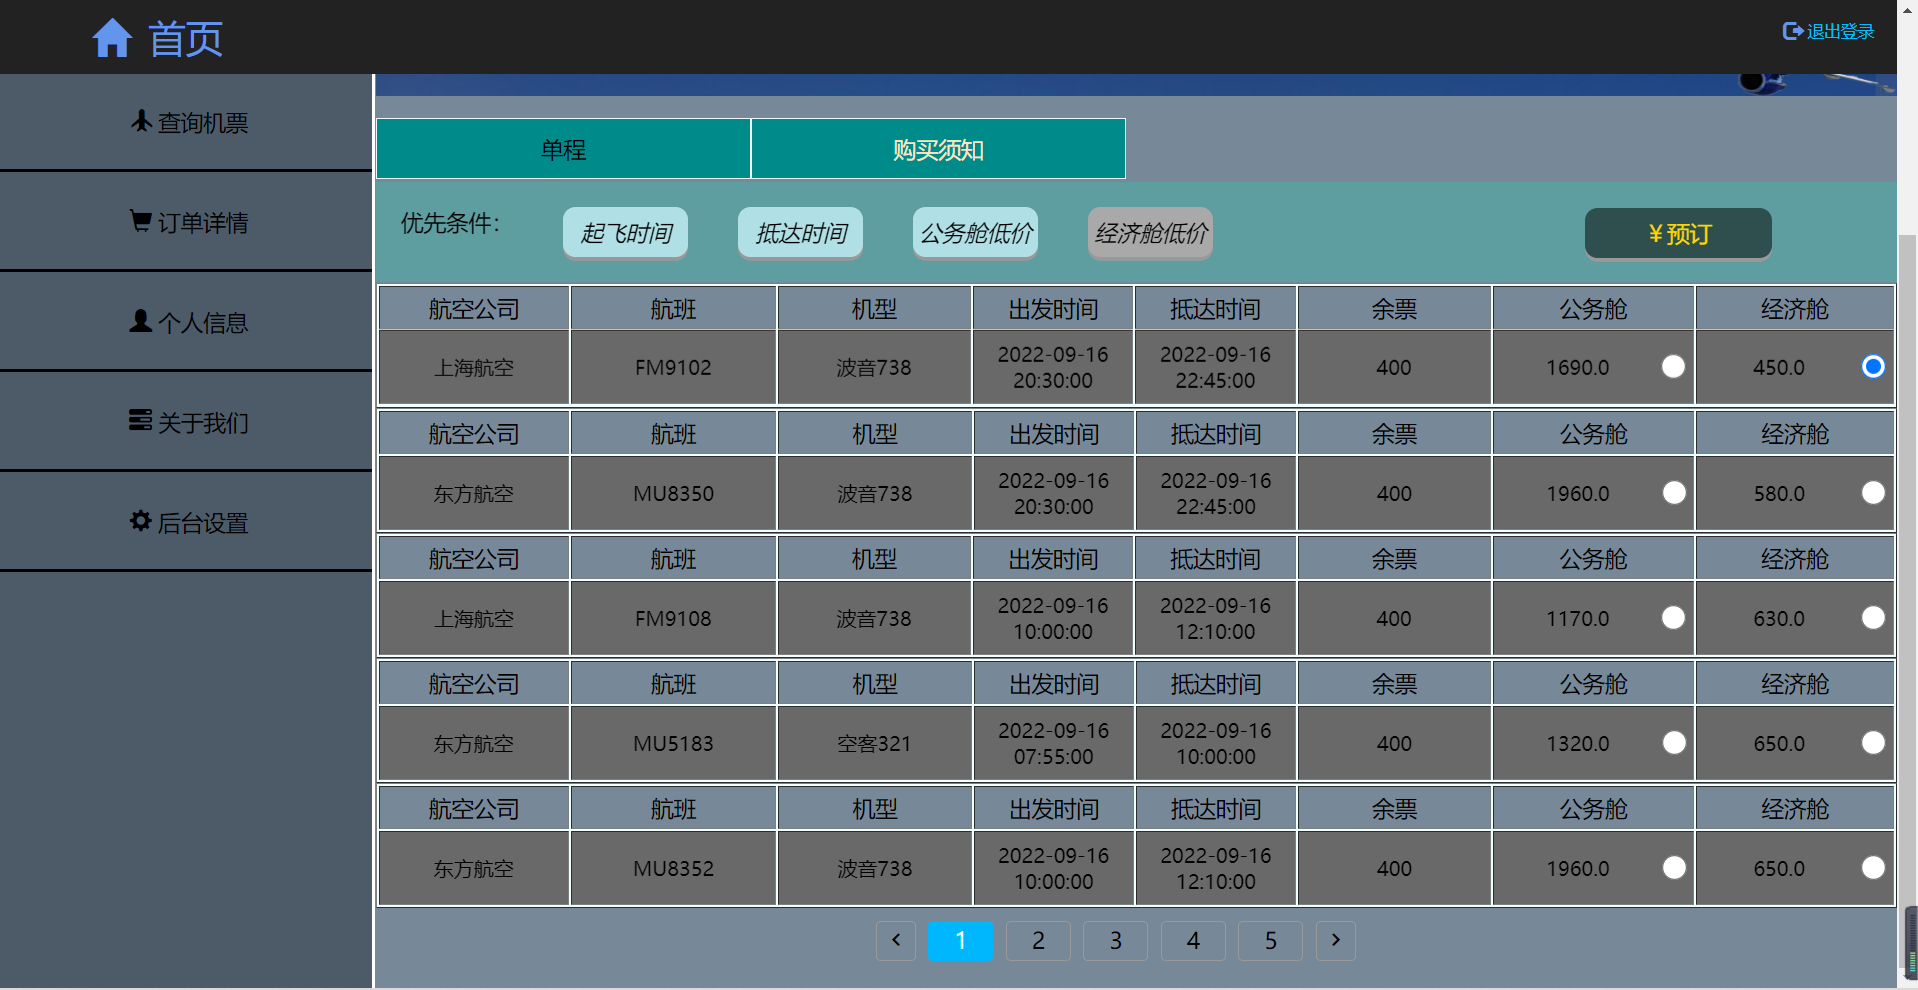 首页
退出登录
查询机票
订单详情
个人信息
关于我们
后台设置
单程 购买须知
优先条件： 起飞时间 抵达时间 公务舱低价 经济舱低价 ¥预订
航空公司 航班 机型 出发时间 抵达时间 余票 公务舱 经济舱
上海航空 FM9102 波音738 2022-09-16 20:30:00 2022-09-16 22:45:00 400 1690.0 450.0
航空公司 航班 机型 出发时间 抵达时间 余票 公务舱 经济舱
东方航空 MU8350 波音738 2022-09-16 20:30:00 2022-09-16 22:45:00 400 1960.0 580.0
航空公司 航班 机型 出发时间 抵达时间 余票 公务舱 经济舱
上海航空 FM9108 波音738 2022-09-16 10:00:00 2022-09-16 12:10:00 400 1170.0 630.0
航空公司 航班 机型 出发时间 抵达时间 余票 公务舱 经济舱
东方航空 MU5183 空客321 2022-09-16 07:55:00 2022-09-16 10:00:00 400 1320.0 650.0
航空公司 航班 机型 出发时间 抵达时间 余票 公务舱 经济舱
东方航空 MU8352 波音738 2022-09-16 10:00:00 2022-09-16 12:10:00 400 1960.0 650.0
1 2 3 4 5